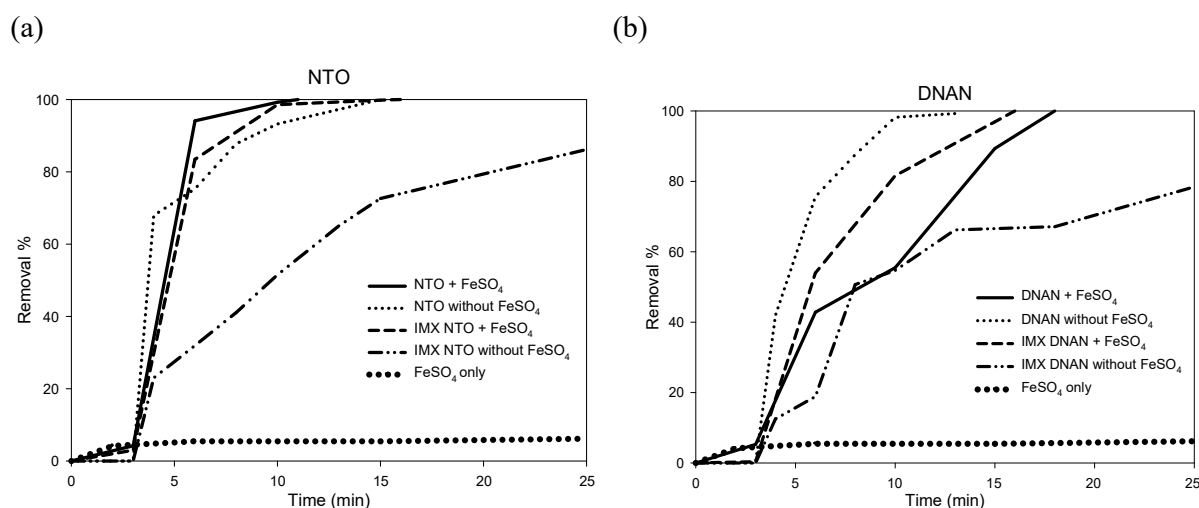 (a)
NTO
Removal %
100
80
60
40
20
0
NTO + FeSO₄
NTO without FeSO₄
IMX NTO + FeSO₄
IMX NTO without FeSO₄
FeSO₄ only
0 5 10 15 20 25
Time (min)
(b)
DNAN
Removal %
100
80
60
40
20
0
DNAN + FeSO₄
DNAN without FeSO₄
IMX DNAN + FeSO₄
IMX DNAN without FeSO₄
FeSO₄ only
0 5 10 15 20 25
Time (min)